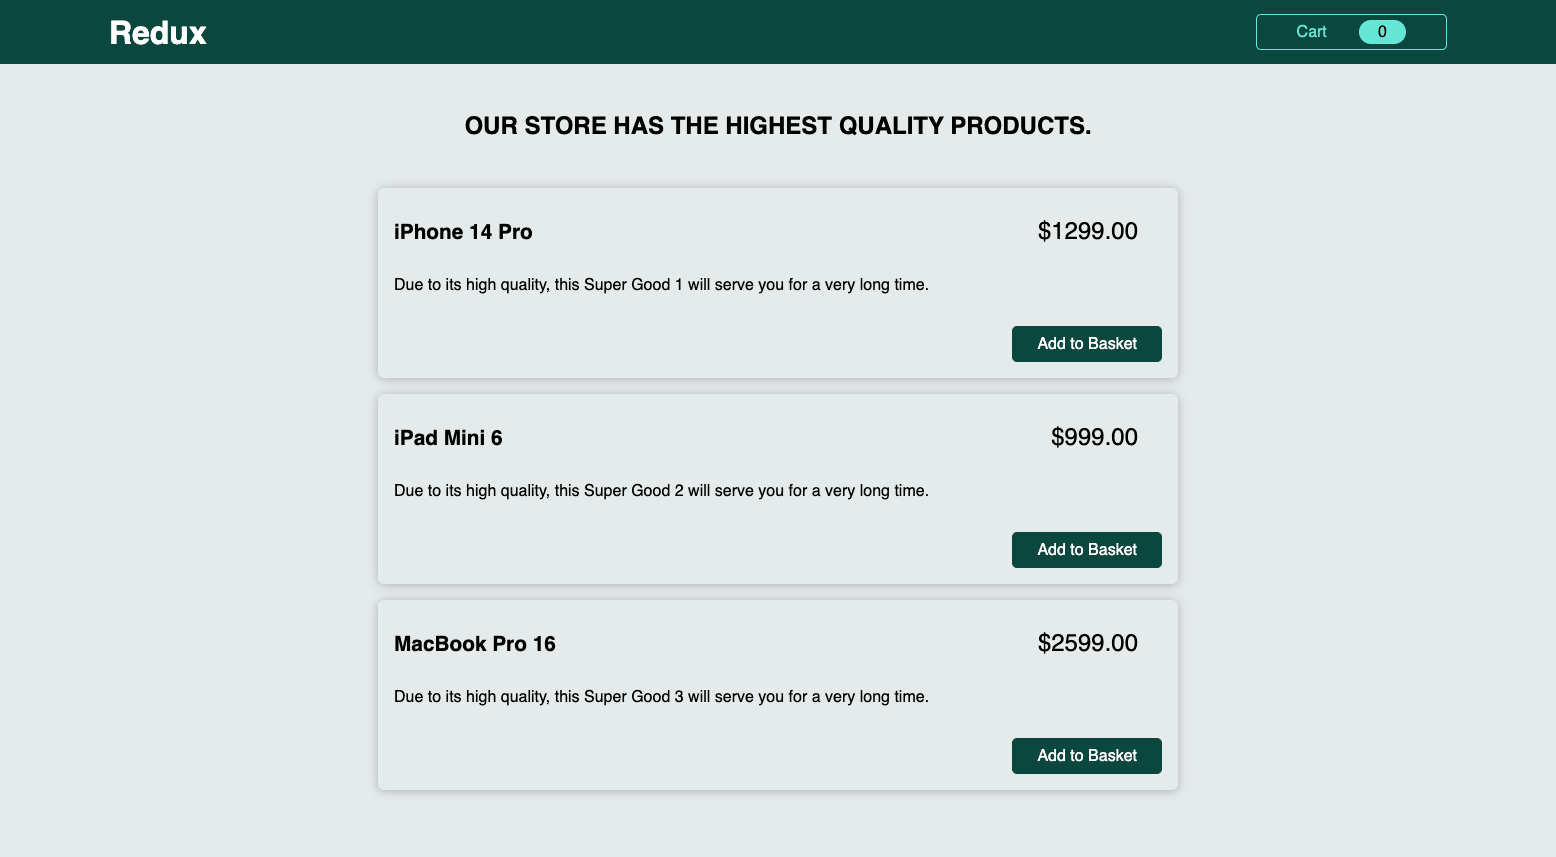 Redux
Cart 0
OUR STORE HAS THE HIGHEST QUALITY PRODUCTS.
iPhone 14 Pro $1299.00
Due to its high quality, this Super Good 1 will serve you for a very long time.
Add to Basket
iPad Mini 6 $999.00
Due to its high quality, this Super Good 2 will serve you for a very long time.
Add to Basket
MacBook Pro 16 $2599.00
Due to its high quality, this Super Good 3 will serve you for a very long time.
Add to Basket